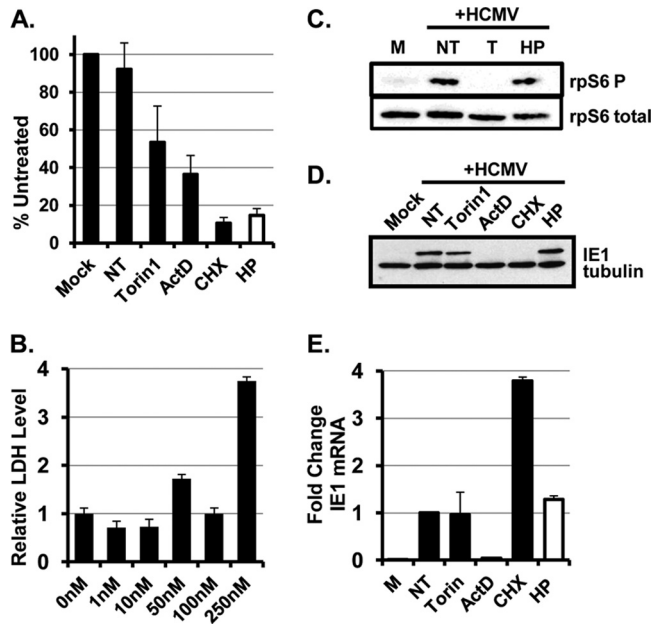 A.
% Untreated
100
80
60
40
20
0
Mock
NT
Torin1
ActD
CHX
HP
B.
Relative LDH Level
4
3
2
1
0
0nM
1nM
10nM
50nM
100nM
250nM
C.
+HCMV
M NT T HP
rpS6 P
rpS6 total
D.
+HCMV
Mock NT Torin1 ActD CHX HP
IE1
tubulin
E.
Fold Change
IE1 mRNA
4
3
2
1
0
M
NT
Torin
ActD
CHX
HP